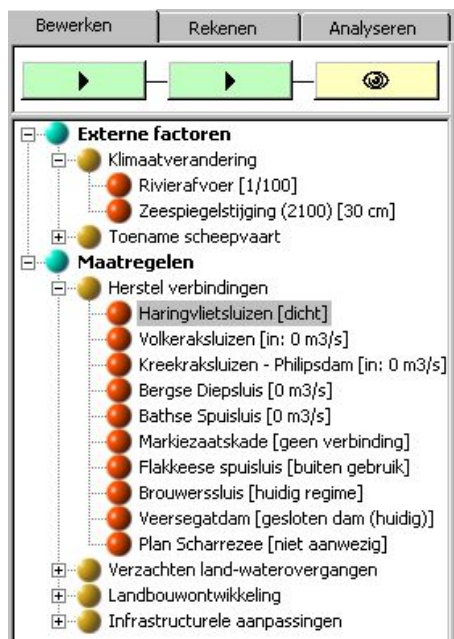 Bewerken Rekenen Analyseren
Externe factoren
Klimaatverandering
Rivierafvoer [1/100]
Zeespiegelstijging (2100) [30 cm]
Toename scheepvaart
Maatregelen
Herstel verbindingen
Haringvlietsluizen [dicht]
Volkeraksluizen [in: 0 m3/s]
Kreekraksluizen - Philipsdam [in: 0 m3/s]
Bergse Diepsluis [0 m3/s]
Bathse Spuisluis [0 m3/s]
Markiezaatskade [geen verbinding]
Flakkeese spuisluis [buiten gebruik]
Brouwerssluis [huidig regime]
Veersegatdam [gesloten dam (huidig)]
Plan Scharrezee [niet aanwezig]
Verzachten land-waterovergangen
Landbouwontwikkeling
Infrastructurele aanpassingen